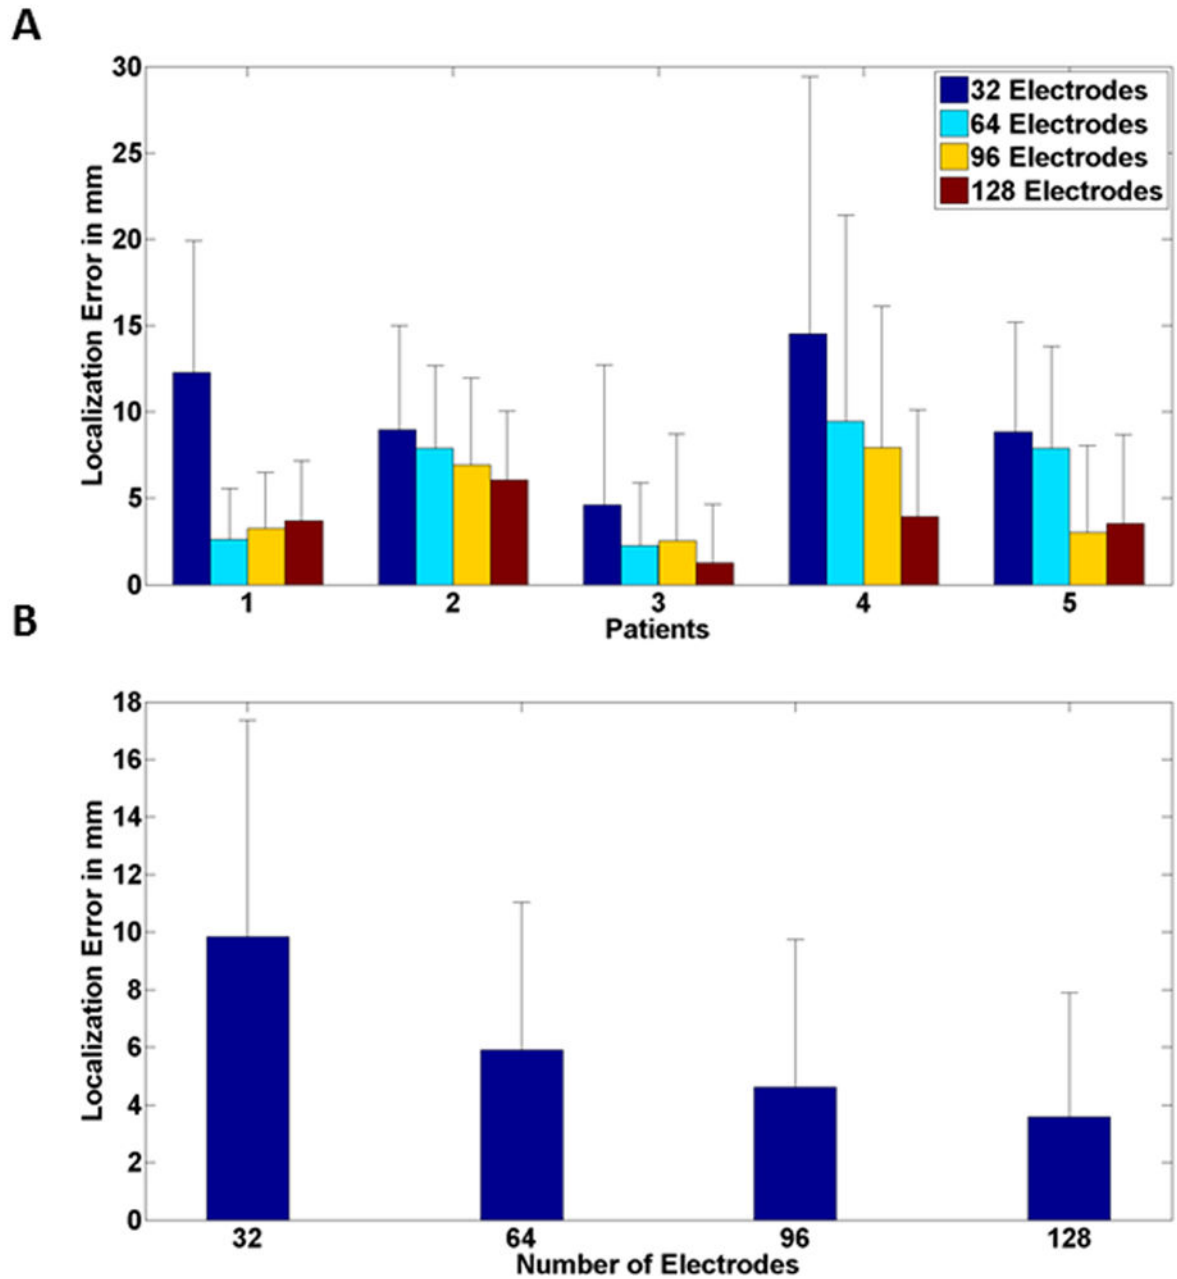 A
30
25
20
15
10
5
0
Localization Error in mm
32 Electrodes
64 Electrodes
96 Electrodes
128 Electrodes
1 2 3 4 5
Patients
B
18
16
14
12
10
8
6
4
2
0
Localization Error in mm
32 64 96 128
Number of Electrodes